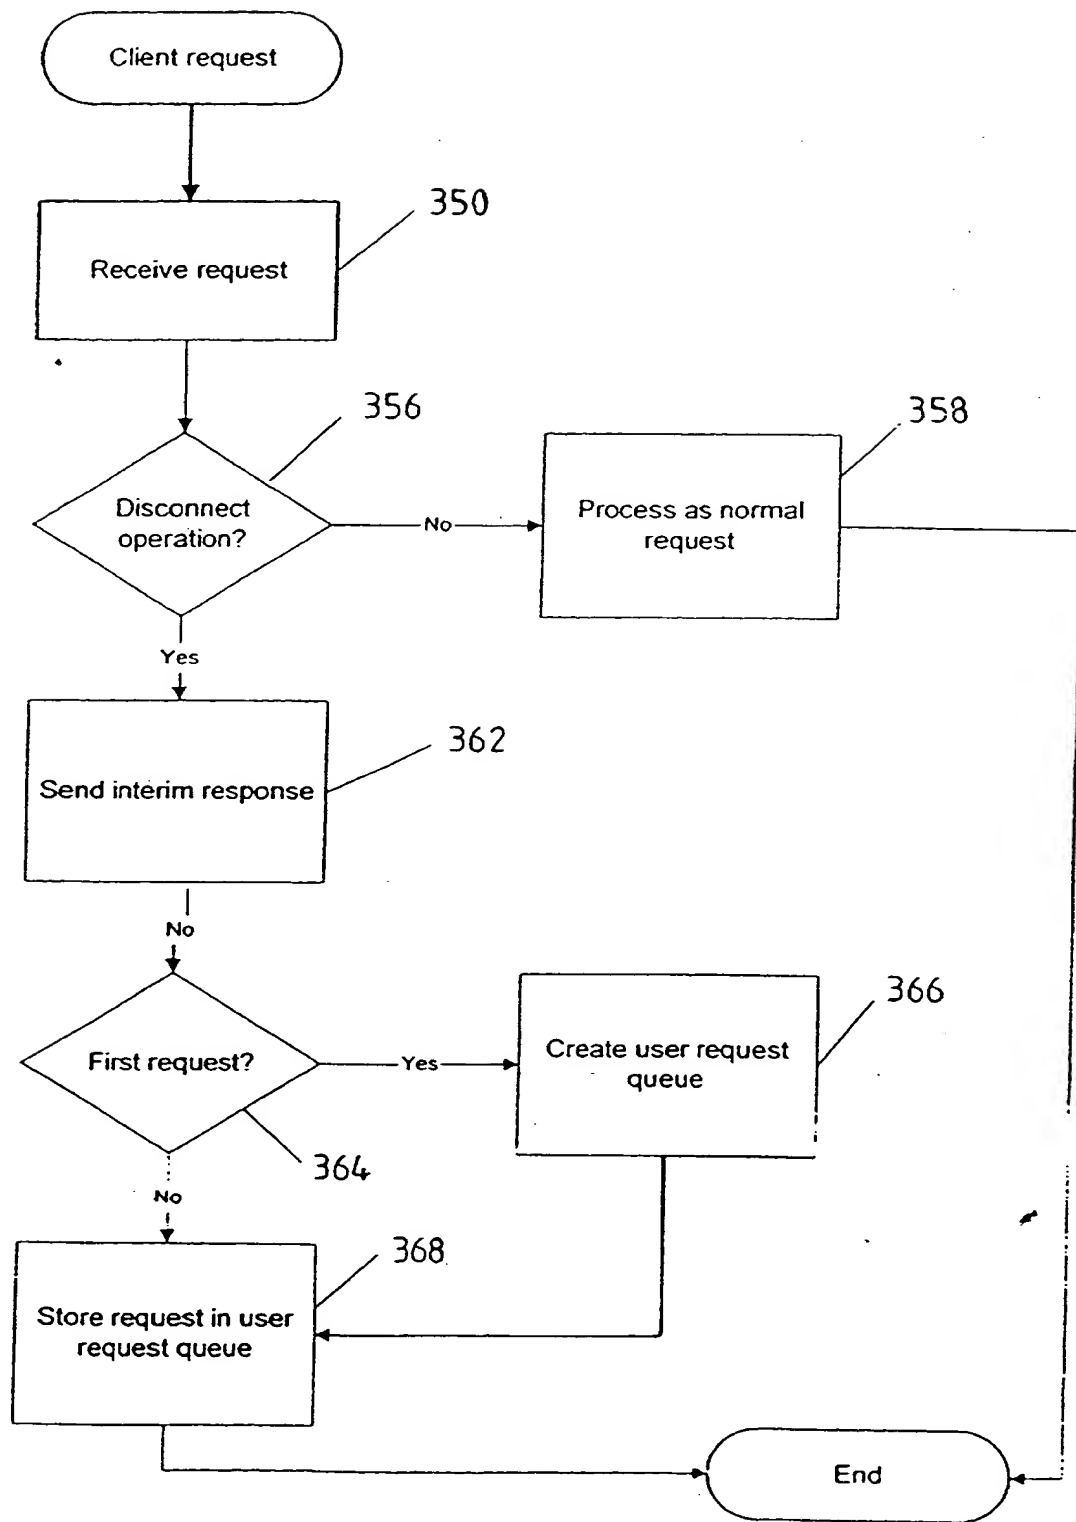 Client request
350
Receive request
356
358
Disconnect
operation?
No
Process as normal
request
Yes
362
Send interim response
No
366
First request?
Yes
Create user request
queue
364
No
368
Store request in user
request queue
End